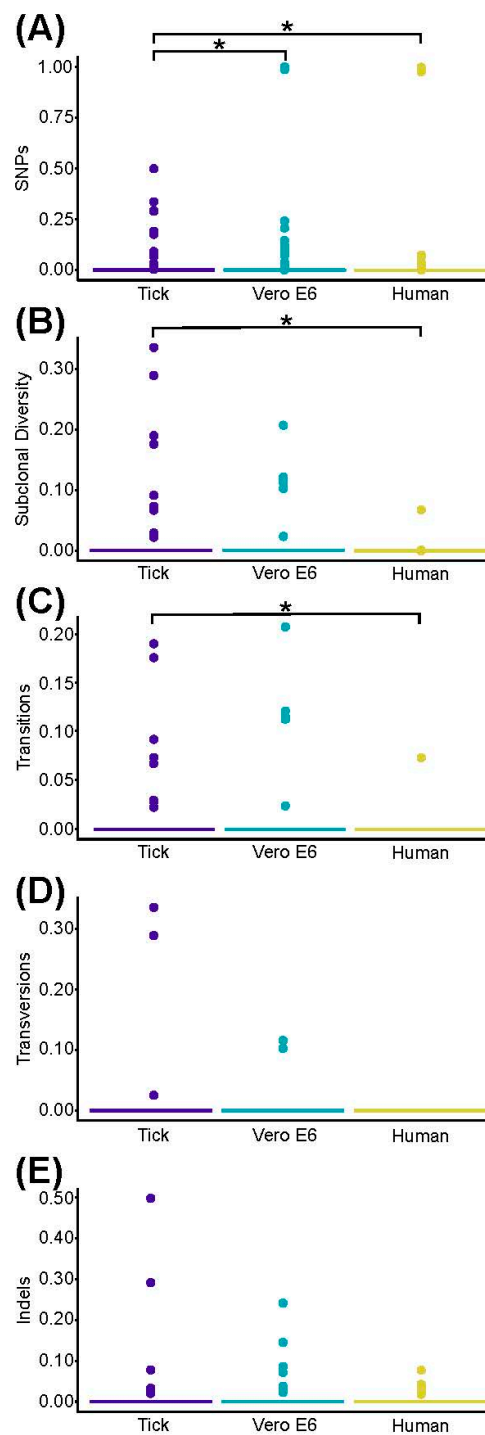 (A)
*
*
1.00
0.75
0.50
0.25
0.00
SNPs
Tick Vero E6 Human
(B)
*
0.30
0.20
0.10
0.00
Subclonal Diversity
Tick Vero E6 Human
(C)
*
0.20
0.15
0.10
0.05
0.00
Transitions
Tick Vero E6 Human
(D)
0.30
0.20
0.10
0.00
Transversions
Tick Vero E6 Human
(E)
0.50
0.30
0.20
0.10
0.00
Indels
Tick Vero E6 Human